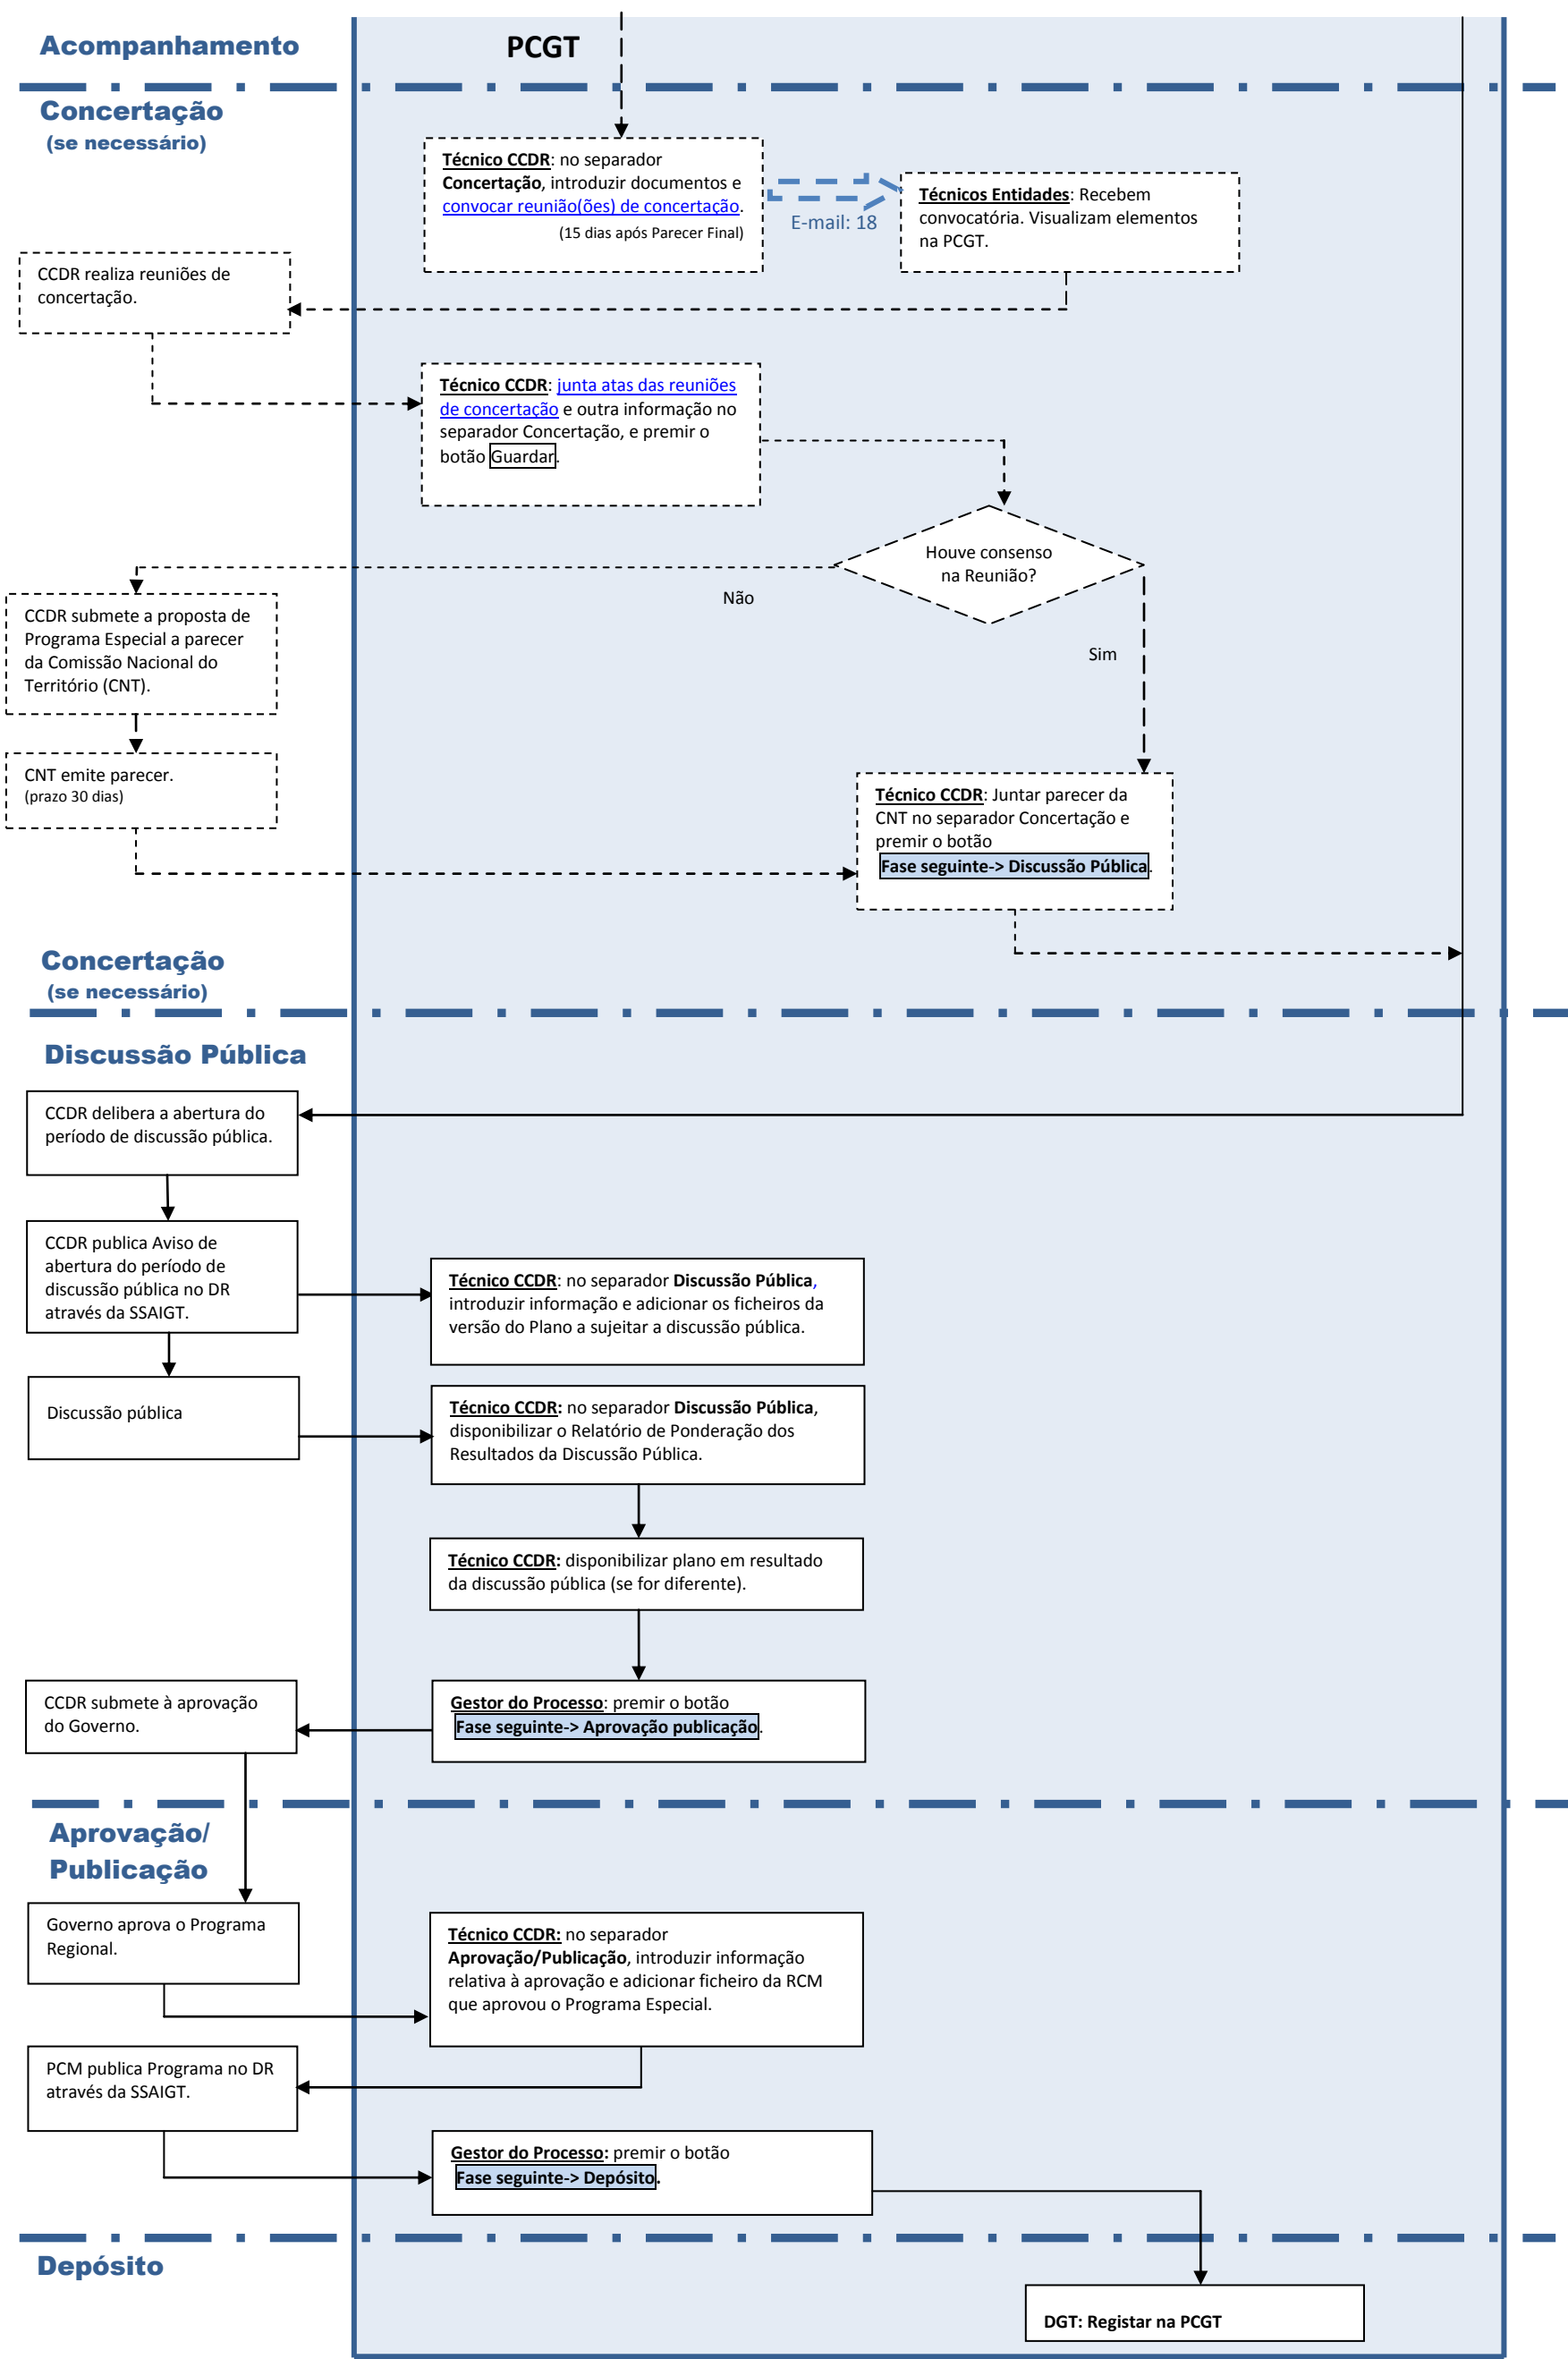 Acompanhamento
PCGT
Concertação
(se necessário)
Técnico CCDR: no separador
Concertação, introduzir documentos e
convocar reunião(ões) de concertação.
(15 dias após Parecer Final)
E-mail: 18
Técnicos Entidades: Recebem
convocatória. Visualizam elementos
na PCGT.
CCDR realiza reuniões de
concertação.
Técnico CCDR: junta atas das reuniões
de concertação e outra informação no
separador Concertação, e premir o
botão Guardar.
Houve consenso
na Reunião?
Não
Sim
CCDR submete a proposta de
Programa Especial a parecer
da Comissão Nacional do
Território (CNT).
CNT emite parecer.
(prazo 30 dias)
Técnico CCDR: Juntar parecer da
CNT no separador Concertação e
premir o botão
Fase seguinte-> Discussão Pública.
Concertação
(se necessário)
Discussão Pública
CCDR delibera a abertura do
período de discussão pública.
CCDR publica Aviso de
abertura do período de
discussão pública no DR
através da SSAIGT.
Técnico CCDR: no separador Discussão Pública,
introduzir informação e adicionar os ficheiros da
versão do Plano a sujeitar a discussão pública.
Discussão pública
Técnico CCDR: no separador Discussão Pública,
disponibilizar o Relatório de Ponderação dos
Resultados da Discussão Pública.
Técnico CCDR: disponibilizar plano em resultado
da discussão pública (se for diferente).
CCDR submete à aprovação
do Governo.
Gestor do Processo: premir o botão
Fase seguinte-> Aprovação publicação.
Aprovação/
Publicação
Governo aprova o Programa
Regional.
Técnico CCDR: no separador
Aprovação/Publicação, introduzir informação
relativa à aprovação e adicionar ficheiro da RCM
que aprovou o Programa Especial.
PCM publica Programa no DR
através da SSAIGT.
Gestor do Processo: premir o botão
Fase seguinte-> Depósito.
Depósito
DGT: Registar na PCGT